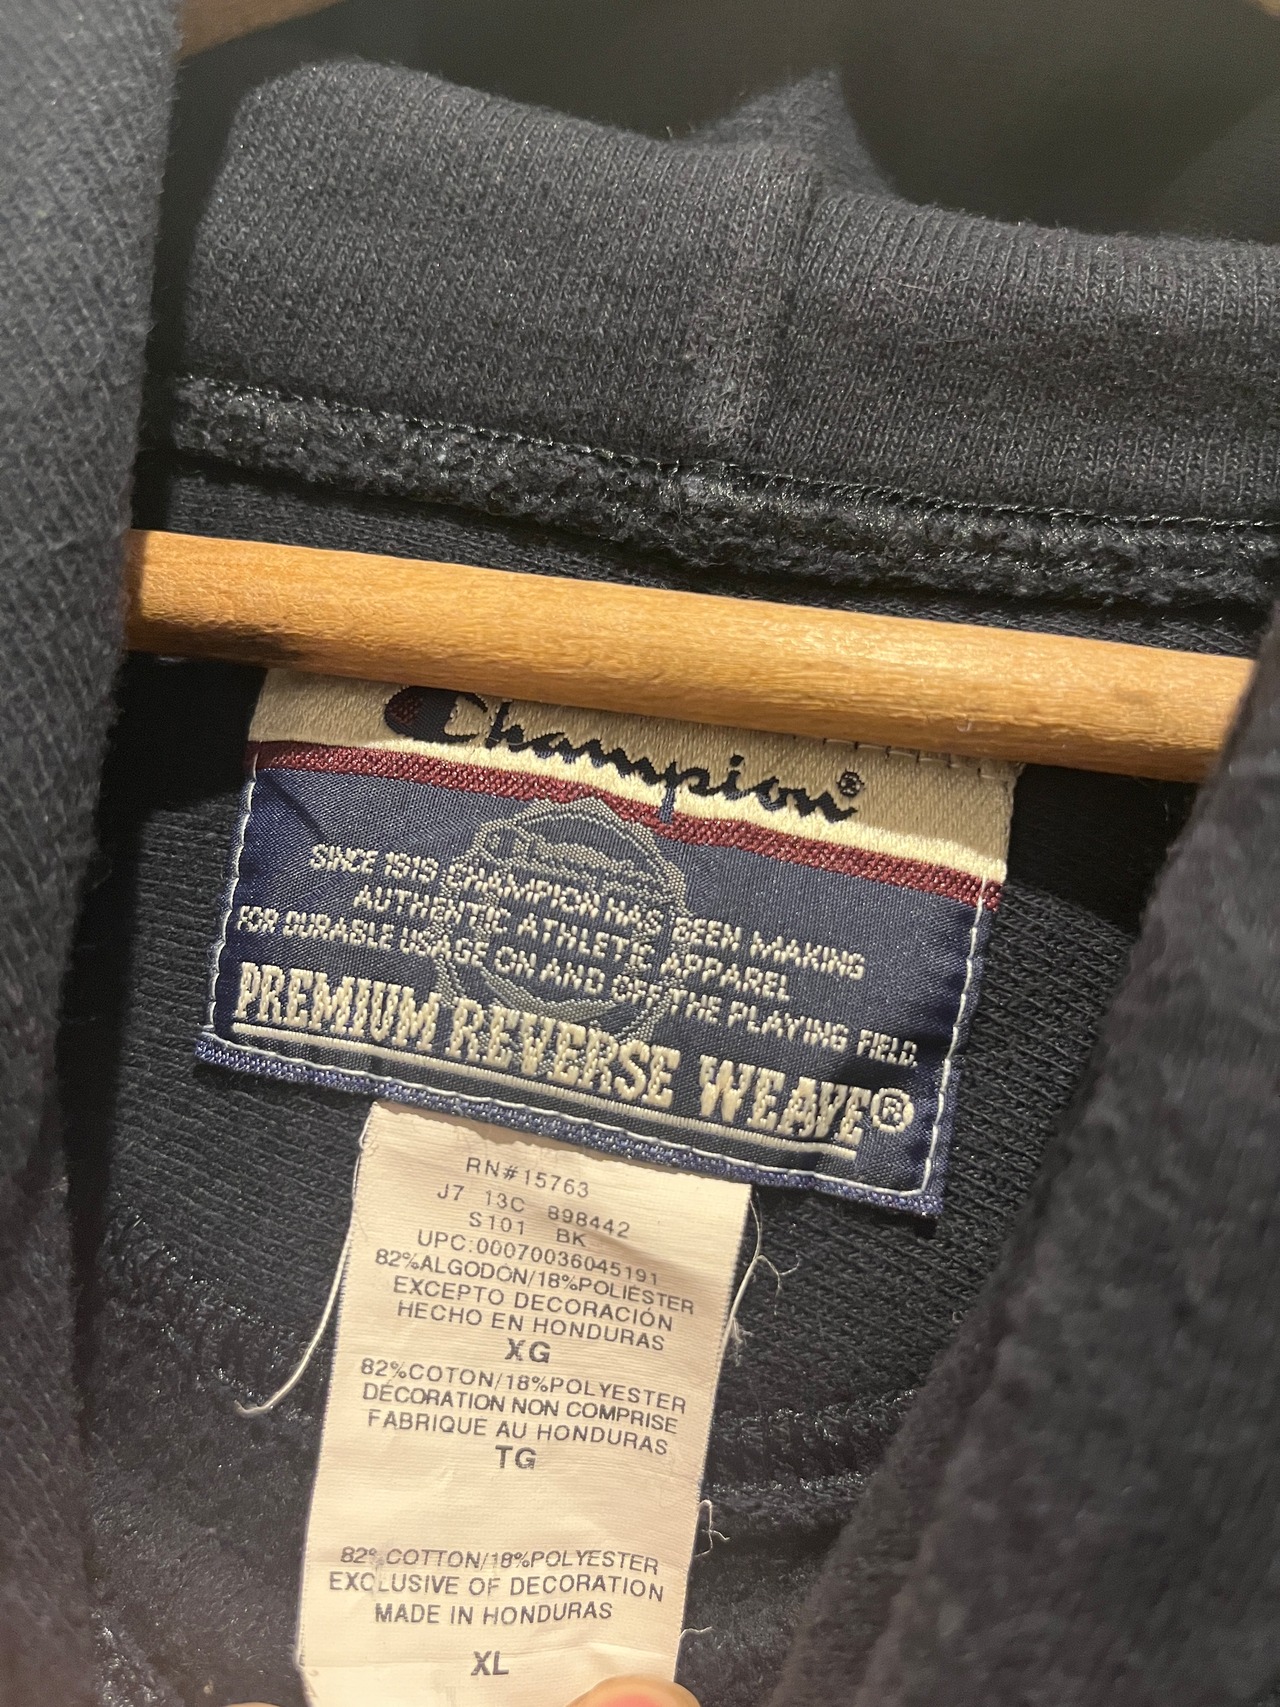 Champion®
SINCE 1919 CHAMPION HAS BEEN MAKING
AUTHENTIC ATHLETIC APPAREL
FOR DURABLE USAGE ON AND OFF THE PLAYING FIELD.
PREMIUM REVERSE WEAVE®
RN#15763
J7 13C 898442
S101 BK
UPC:00070036045191
82%ALGODÓN/18%POLIÉSTER
EXCEPTO DECORACIÓN
HECHO EN HONDURAS
XG
82%COTON/18%POLYESTER
DÉCORATION NON COMPRISE
FABRIQUE AU HONDURAS
TG
82%COTTON/18%POLYESTER
EXCLUSIVE OF DECORATION
MADE IN HONDURAS
XL